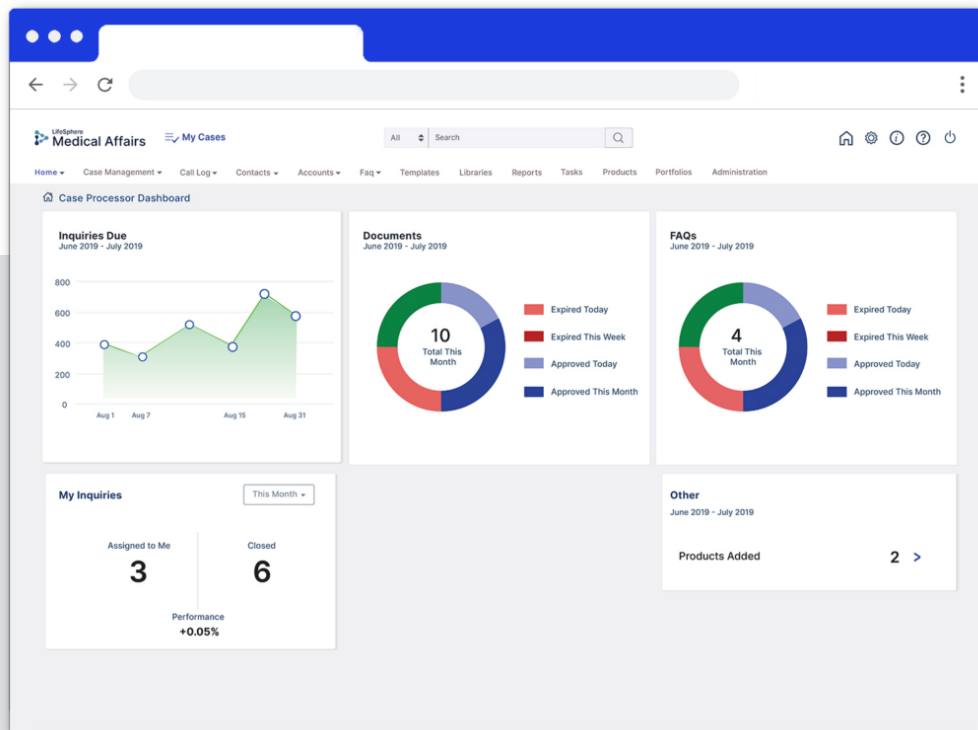 LifeSphere
Medical Affairs
My Cases
All
Search
Home
Case Management
Call Log
Contacts
Accounts
Faq
Templates
Libraries
Reports
Tasks
Products
Portfolios
Administration
Case Processor Dashboard
Inquiries Due
June 2019 - July 2019
800
600
400
200
0
Aug 1
Aug 7
Aug 15
Aug 31
Documents
June 2019 - July 2019
10
Total This
Month
Expired Today
Expired This Week
Approved Today
Approved This Month
FAQs
June 2019 - July 2019
4
Total This
Month
Expired Today
Expired This Week
Approved Today
Approved This Month
My Inquiries
This Month
Assigned to Me
3
Closed
6
Performance
+0.05%
Other
June 2019 - July 2019
Products Added
2 >